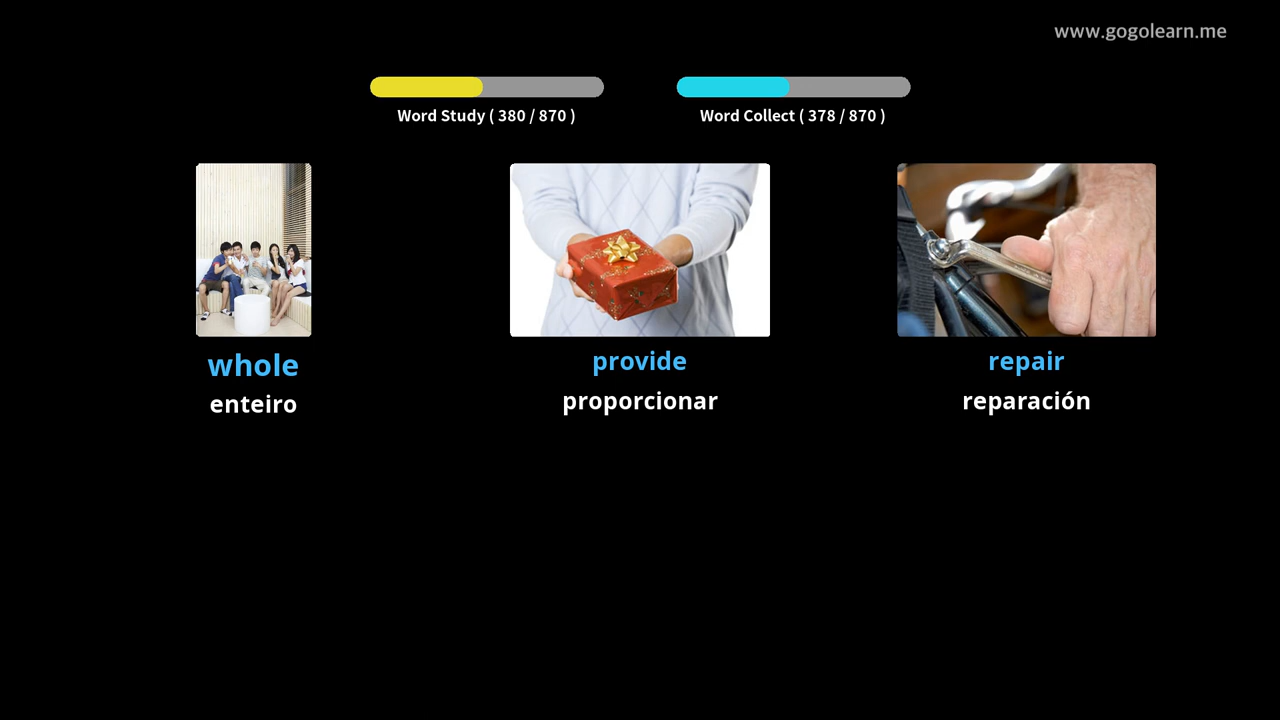 www.gogolearn.me
Word Study ( 380 / 870 )
Word Collect ( 378 / 870 )
whole
enteiro
provide
proporcionar
repair
reparación